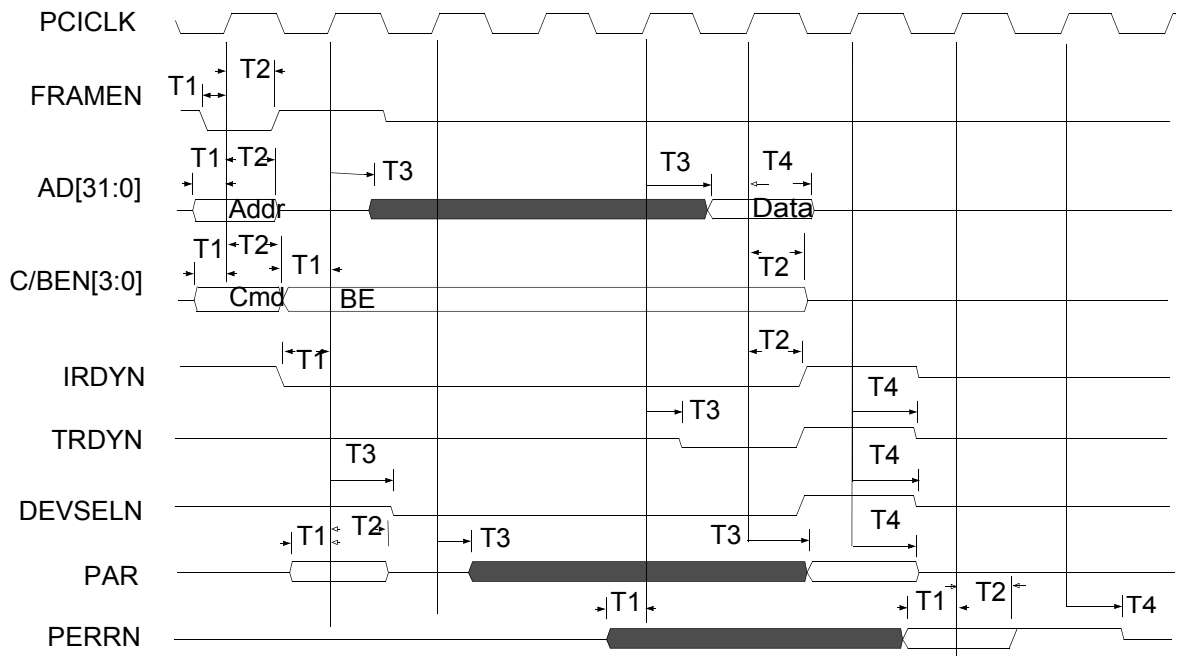 PCICLK
T2
T1
FRAMEN
T1 T2 T3 T3 T4
AD[31:0]
Addr Data
T1 T2 T1 T2
C/BEN[3:0]
Cmd BE
T1 T2
IRDYN
T4
T3
TRDYN
T3 T4
DEVSELN
T1 T2 T3 T3 T4
PAR
T1 T1 T2 T4
PERRN